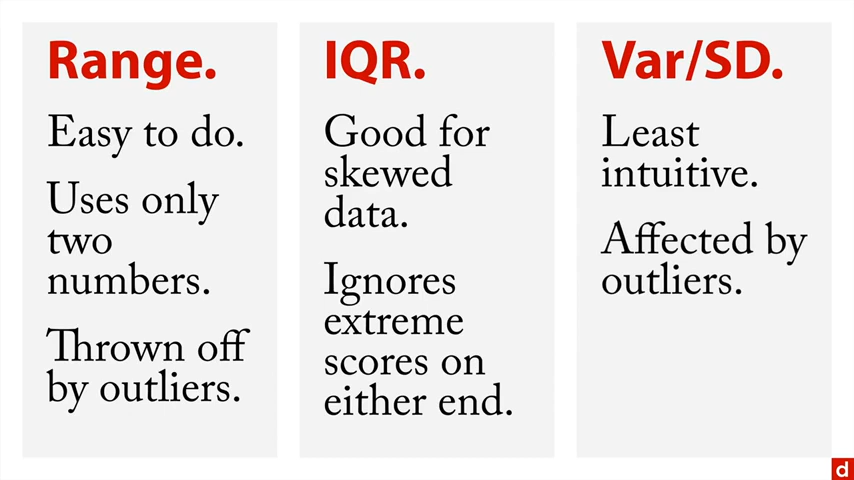 Range.
Easy to do.
Uses only
two
numbers.
Thrown off
by outliers.
IQR.
Good for
skewed
data.
Ignores
extreme
scores on
either end.
Var/SD.
Least
intuitive.
Affected by
outliers.
d